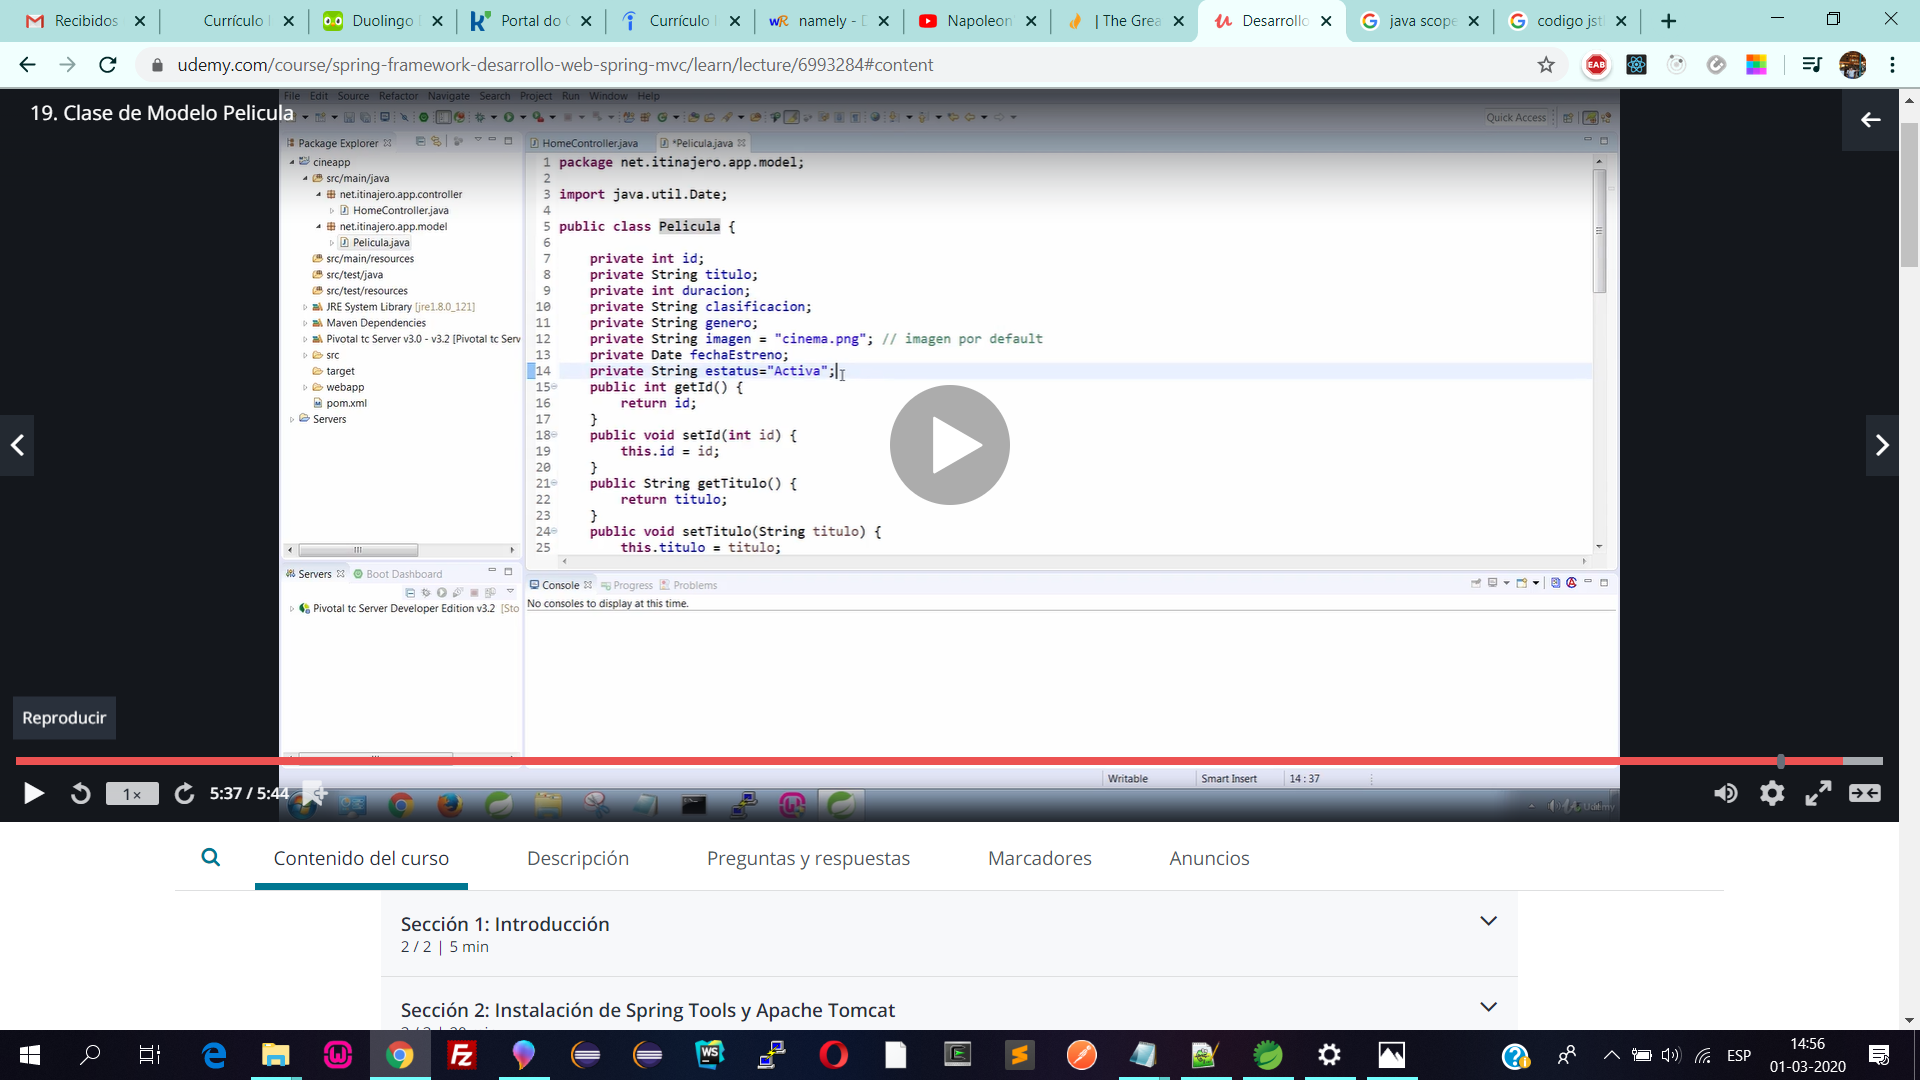 Recibidos
Currículo
Duolingo
Portal do
Currículo
namely -
Napoleon
| The Grea
Desarrollo
java scope
codigo jst
udemy.com/course/spring-framework-desarrollo-web-spring-mvc/learn/lecture/6993284#content
File Edit Source Refactor Navigate Search Project Run Window Help
19. Clase de Modelo Pelicula
Quick Access
Package Explorer
HomeController.java
*Pelicula.java
cineapp
src/main/java
net.itinajero.app.controller
HomeController.java
net.itinajero.app.model
Pelicula.java
src/main/resources
src/test/java
src/test/resources
JRE System Library [jre1.8.0_121]
Maven Dependencies
Pivotal tc Server v3.0 - v3.2 [Pivotal tc Serv
src
target
webapp
pom.xml
Servers
1 package net.itinajero.app.model;
2
3 import java.util.Date;
4
5 public class Pelicula {
6
7 private int id;
8 private String titulo;
9 private int duracion;
10 private String clasificacion;
11 private String genero;
12 private String imagen = "cinema.png"; // imagen por default
13 private Date fechaEstreno;
14 private String estatus="Activa";
15 public int getId() {
16 return id;
17 }
18 public void setId(int id) {
19 this.id = id;
20 }
21 public String getTitulo() {
22 return titulo;
23 }
24 public void setTitulo(String titulo) {
25 this.titulo = titulo;
Servers
Boot Dashboard
Pivotal tc Server Developer Edition v3.2 [Sto
Console
Progress
Problems
No consoles to display at this time.
Reproducir
Writable
Smart Insert
14 : 37
1×
5:37 / 5:44
Udemy
Contenido del curso
Descripción
Preguntas y respuestas
Marcadores
Anuncios
Sección 1: Introducción
2 / 2 | 5 min
Sección 2: Instalación de Spring Tools y Apache Tomcat
ESP
14:56
01-03-2020